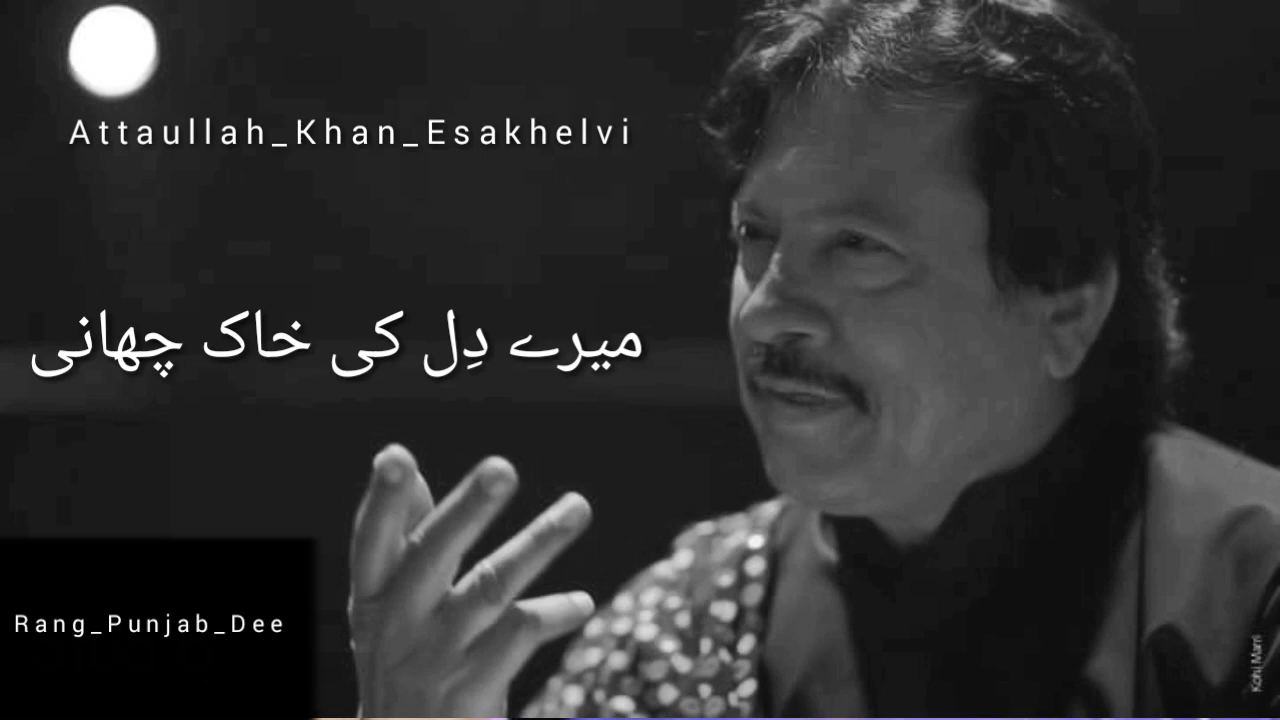 Attaullah_Khan_Esakhelvi
میرے دِل کی خاک چھانی
Rang_Punjab_Dee